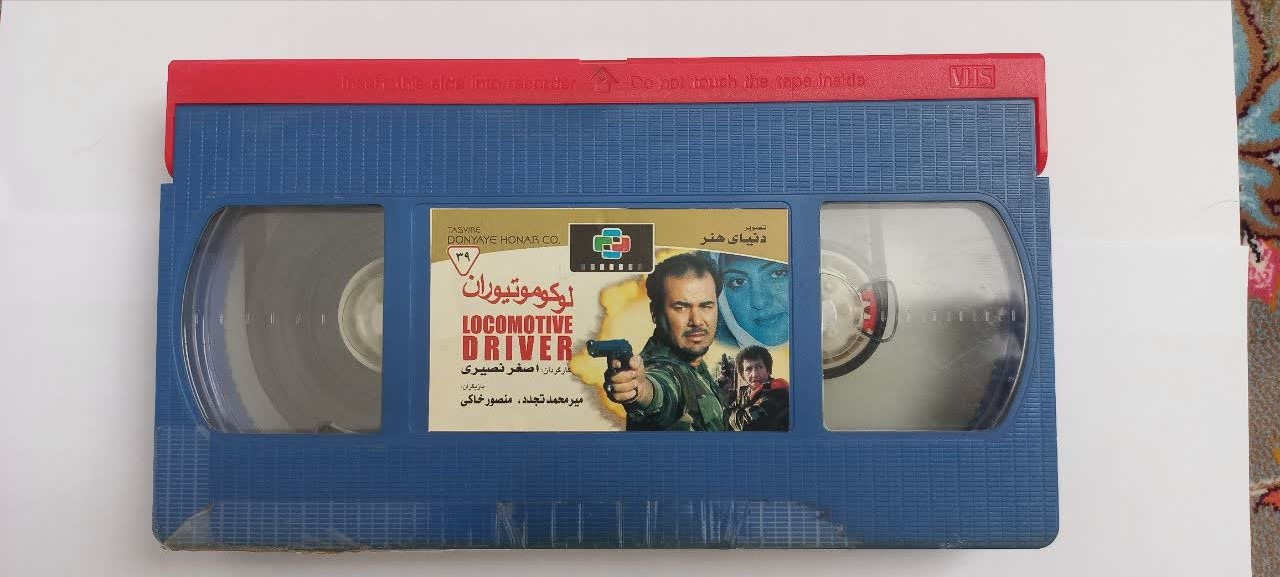 Insert this side into recorder Do not touch the tape inside VHS
TASVIRE
DONYAYE HONAR CO.
تصویر
دنیای هنر
۳۹
لوکوموتیوران
LOCOMOTIVE
DRIVER
کارگردان: اصغر نصیری
بازیگران:
میرمحمد تجدد، منصور خاکی